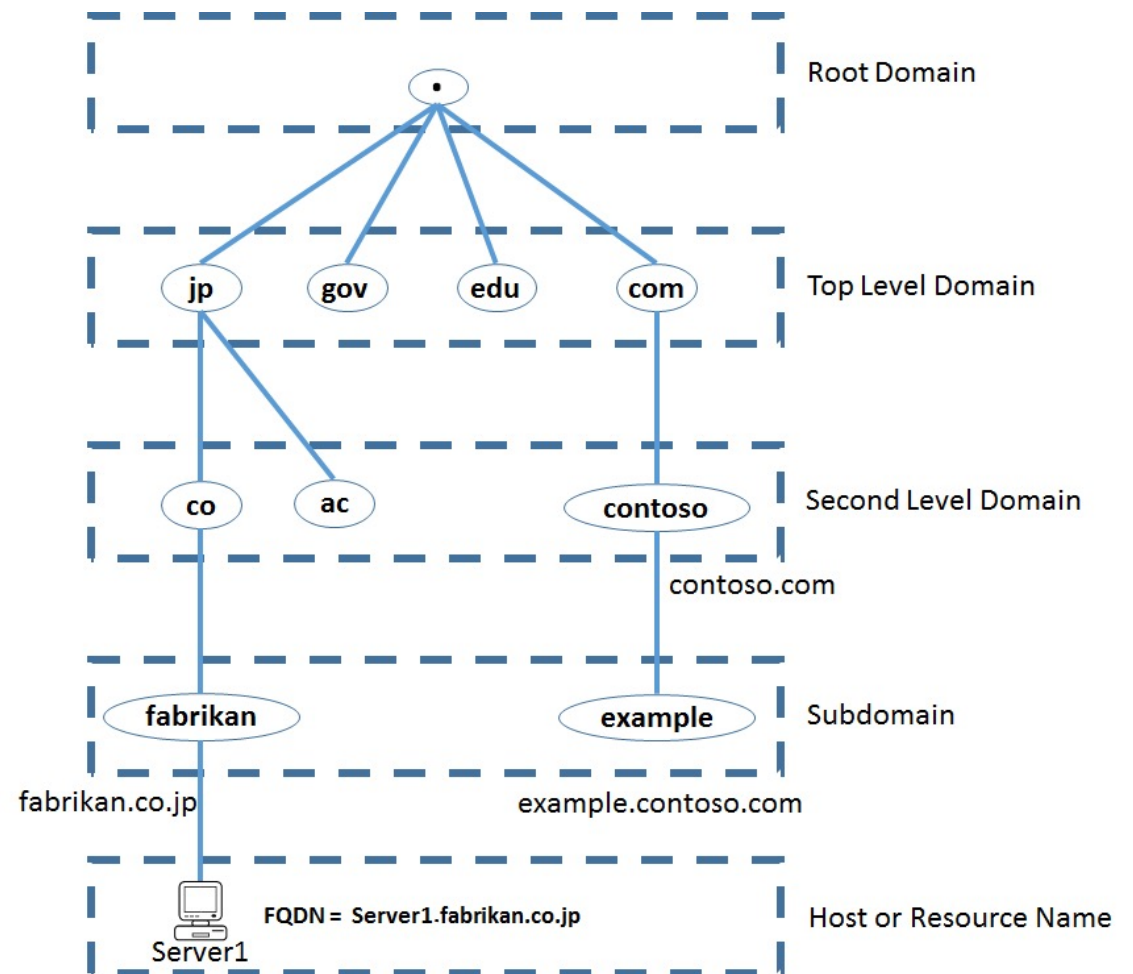 .
Root Domain
jp
gov
edu
com
Top Level Domain
co
ac
contoso
Second Level Domain
contoso.com
fabrikan
example
Subdomain
fabrikan.co.jp
example.contoso.com
FQDN = Server1.fabrikan.co.jp
Host or Resource Name
Server1